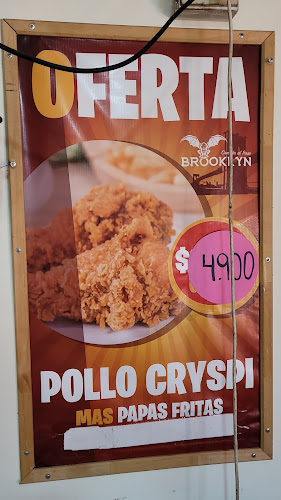 OFERTA
BROOKLYN
$ 4.900
POLLO CRYSPI
MAS PAPAS FRITAS